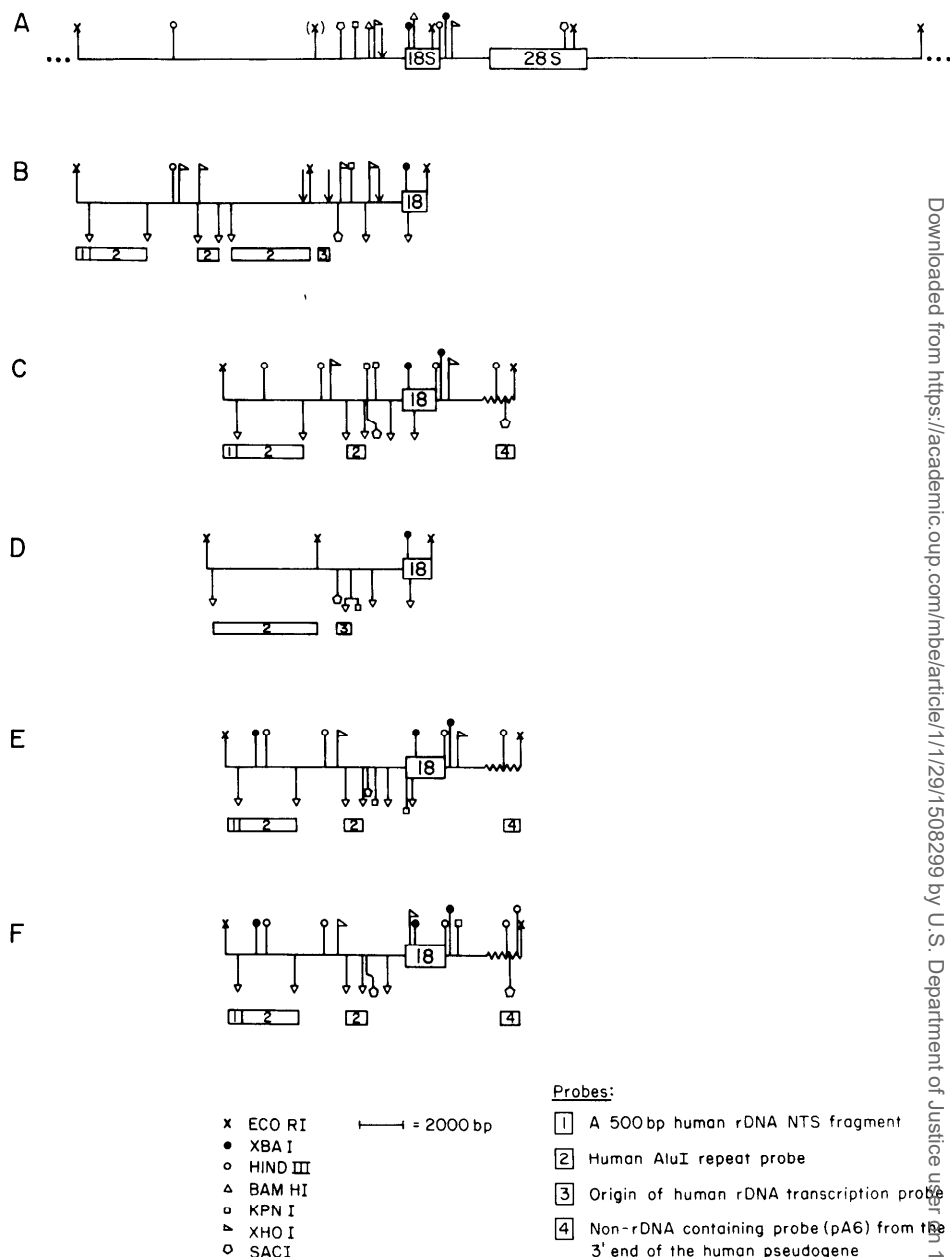 A
(x)
18S
28S
B
18
1
2
2
2
3
C
18
1
2
2
4
D
18
2
3
E
18
1
2
2
4
F
18
1
2
2
4
x ECO RI
● XBA I
○ HIND III
△ BAM HI
□ KPN I
XHO I
SAC I
= 2000 bp
Probes:
1 A 500 bp human rDNA NTS fragment
2 Human AluI repeat probe
3 Origin of human rDNA transcription probe
4 Non-rDNA containing probe (pA6) from the
3' end of the human pseudogene
Downloaded from https://academic.oup.com/mbe/article/1/1/29/1508299 by U.S. Department of Justice user on 1